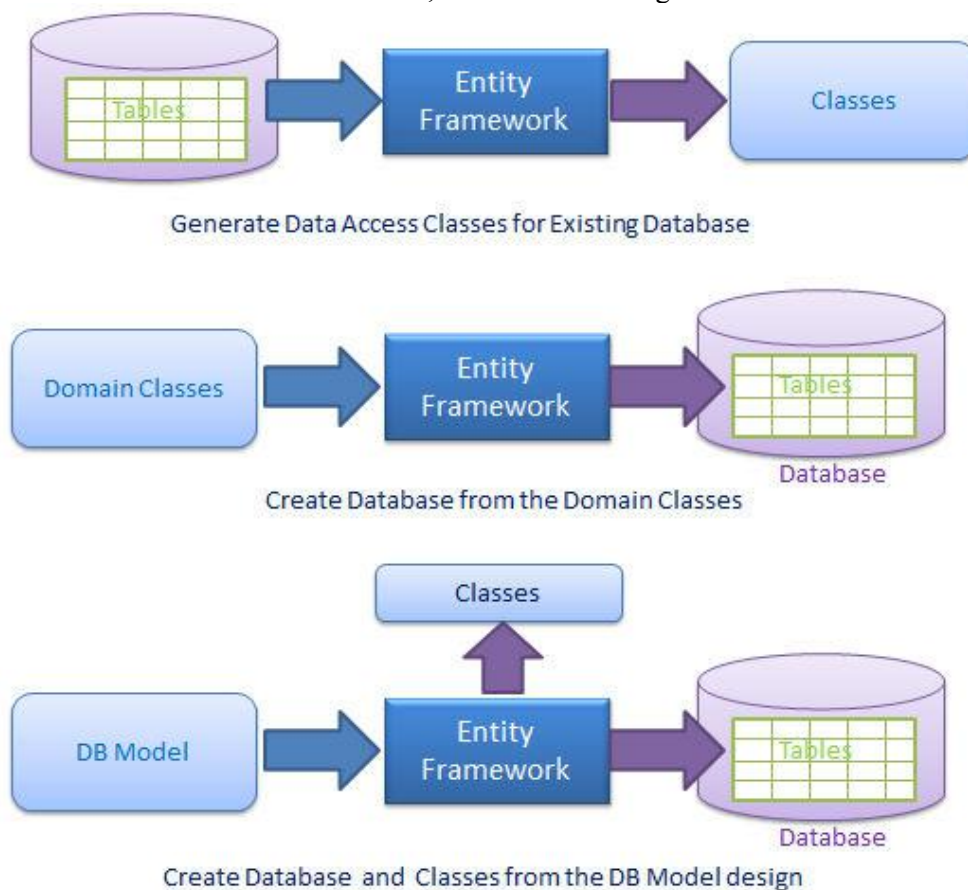 Tables
Entity
Framework
Classes
Generate Data Access Classes for Existing Database
Domain Classes
Entity
Framework
Tables
Database
Create Database from the Domain Classes
Classes
DB Model
Entity
Framework
Tables
Database
Create Database and Classes from the DB Model design